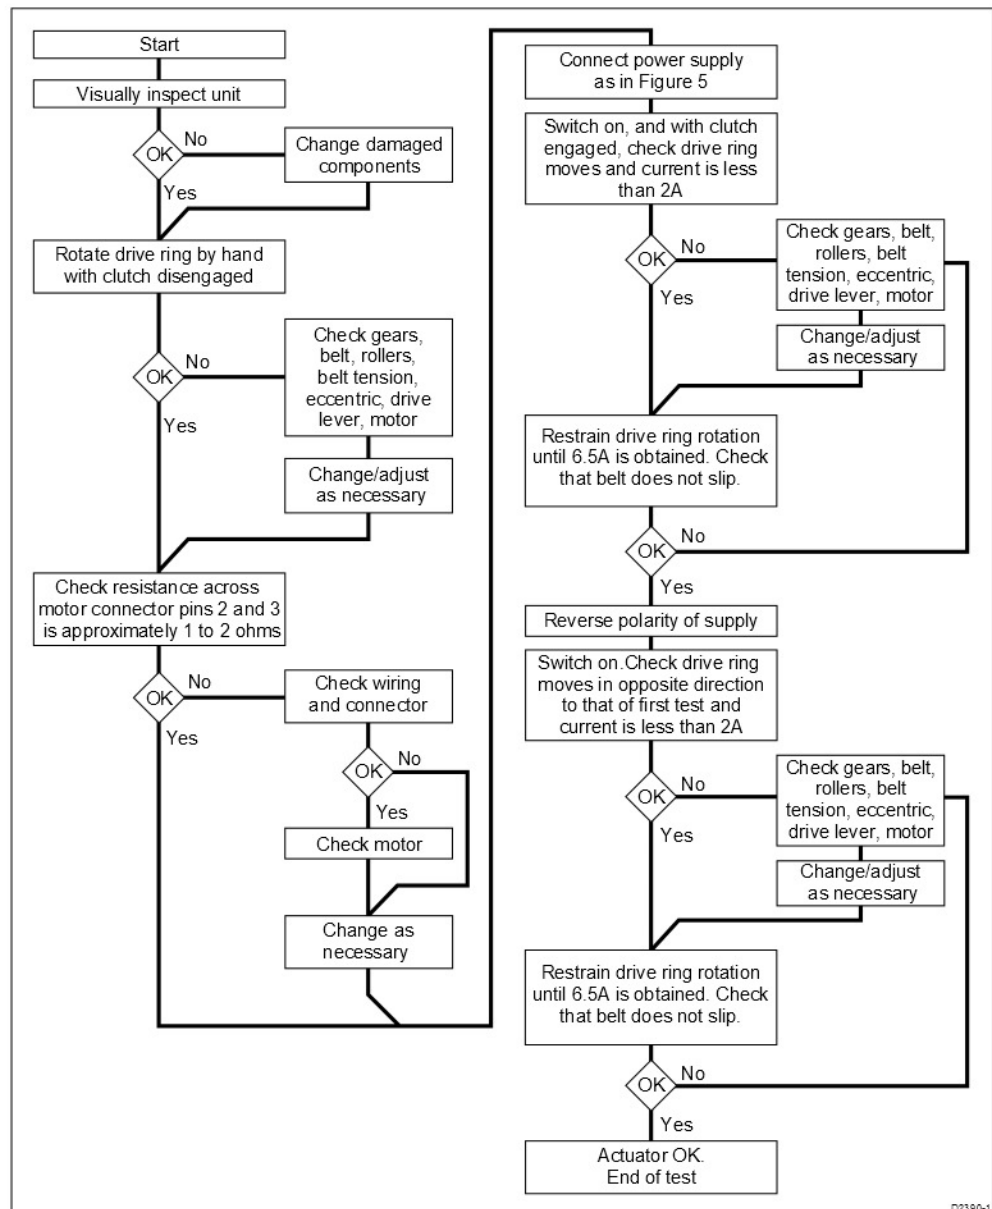 Start
Visually inspect unit
OK
No
Yes
Change damaged
components
Rotate drive ring by hand
with clutch disengaged
OK
No
Yes
Check gears,
belt, rollers,
belt tension,
eccentric, drive
lever, motor
Change/adjust
as necessary
Check resistance across
motor connector pins 2 and 3
is approximately 1 to 2 ohms
OK
No
Yes
Check wiring
and connector
OK
No
Yes
Check motor
Change as
necessary
Connect power supply
as in Figure 5
Switch on, and with clutch
engaged, check drive ring
moves and current is less
than 2A
OK
No
Yes
Check gears, belt,
rollers, belt
tension, eccentric,
drive lever, motor
Change/adjust
as necessary
Restrain drive ring rotation
until 6.5A is obtained. Check
that belt does not slip.
OK
No
Yes
Reverse polarity of supply
Switch on.Check drive ring
moves in opposite direction
to that of first test and
current is less than 2A
OK
No
Yes
Check gears, belt,
rollers, belt
tension, eccentric,
drive lever, motor
Change/adjust
as necessary
Restrain drive ring rotation
until 6.5A is obtained. Check
that belt does not slip.
OK
No
Yes
Actuator OK.
End of test
D2390-1